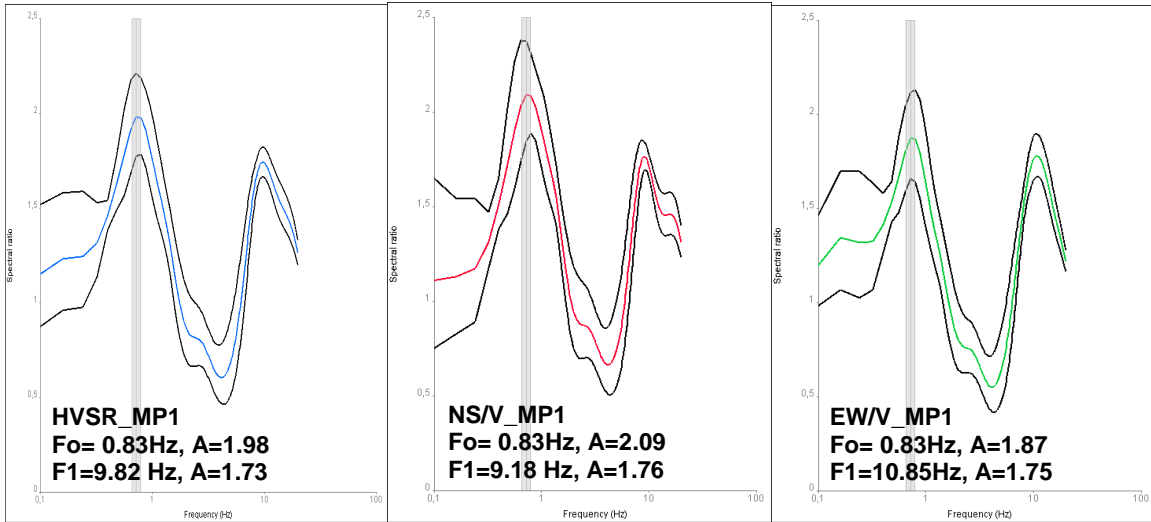 2,5
2
1,5
1
0,5
0
Spectral ratio
HVSR_MP1
Fo= 0.83Hz, A=1.98
F1=9.82 Hz, A=1.73
0,1 1 10 100
Frequency (Hz)
2,5
2
1,5
1
0,5
0
Spectral ratio
NS/V_MP1
Fo= 0.83Hz, A=2.09
F1=9.18 Hz, A=1.76
0,1 1 10 100
Frequency (Hz)
2,5
2
1,5
1
0,5
0
Spectral ratio
EW/V_MP1
Fo= 0.83Hz, A=1.87
F1=10.85Hz, A=1.75
0,1 1 10 100
Frequency (Hz)